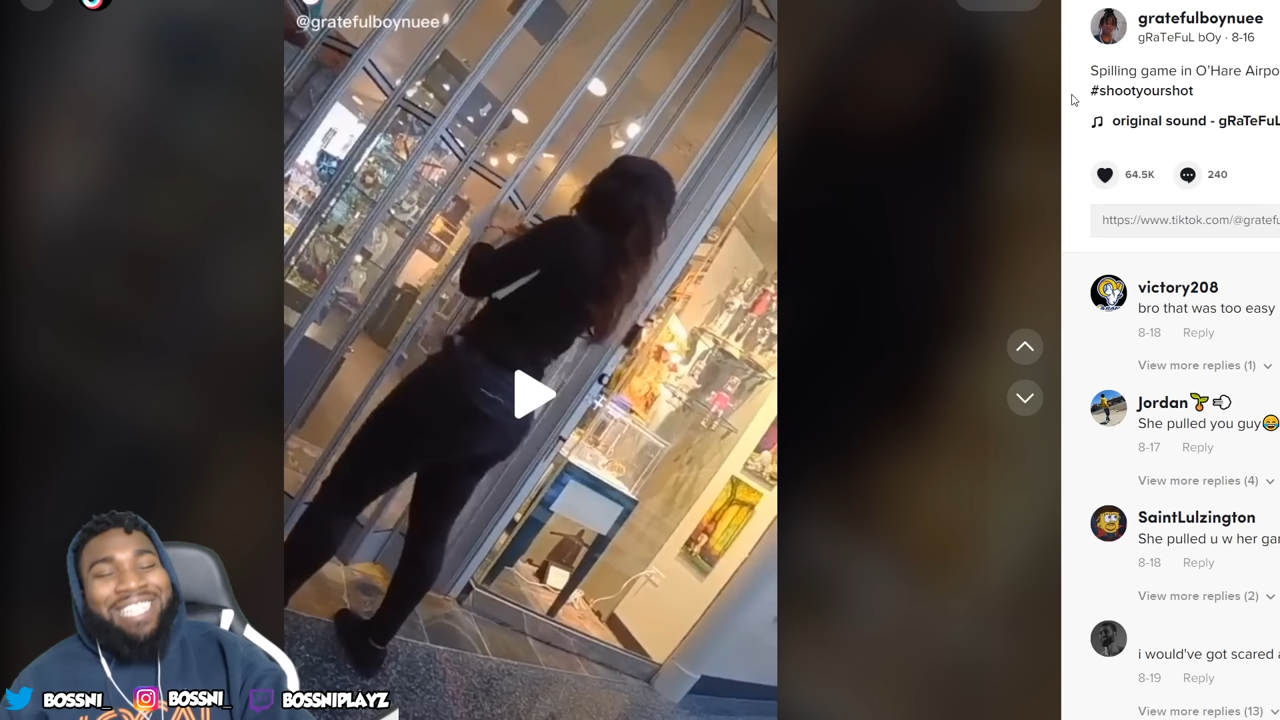 @gratefulboynuee
gratefulboynuee
gRaTeFuL bOy · 8-16
Spilling game in O'Hare Airpo
#shootyourshot
original sound - gRaTeFuL
64.5K
240
https://www.tiktok.com/@gratefu
victory208
bro that was too easy
8-18 Reply
View more replies (1)
Jordan
She pulled you guy😂
8-17 Reply
View more replies (4)
SaintLulzington
She pulled u w her ga
8-18 Reply
View more replies (2)
i would've got scared a
8-19 Reply
View more replies (13)
BOSSNI_
BOSSNI_
BOSSNIPLAYZ